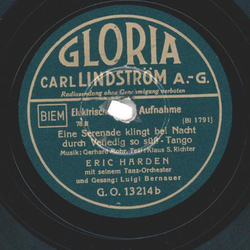 GLORIA
CARL LINDSTRÖM A.-G.
Radiosendung ohne Genehmigung verboten
BIEM
Elektrische Aufnahme
[BI 1791]
Eine Serenade klingt bei Nacht
durch Venedig so süß - Tango
Musik: Gerhard Mohr, Text: Klaus S. Richter
ERIC HARDEN
mit seinem Tanz-Orchester
und Gesang: Luigi Bernauer
G.O. 13214b